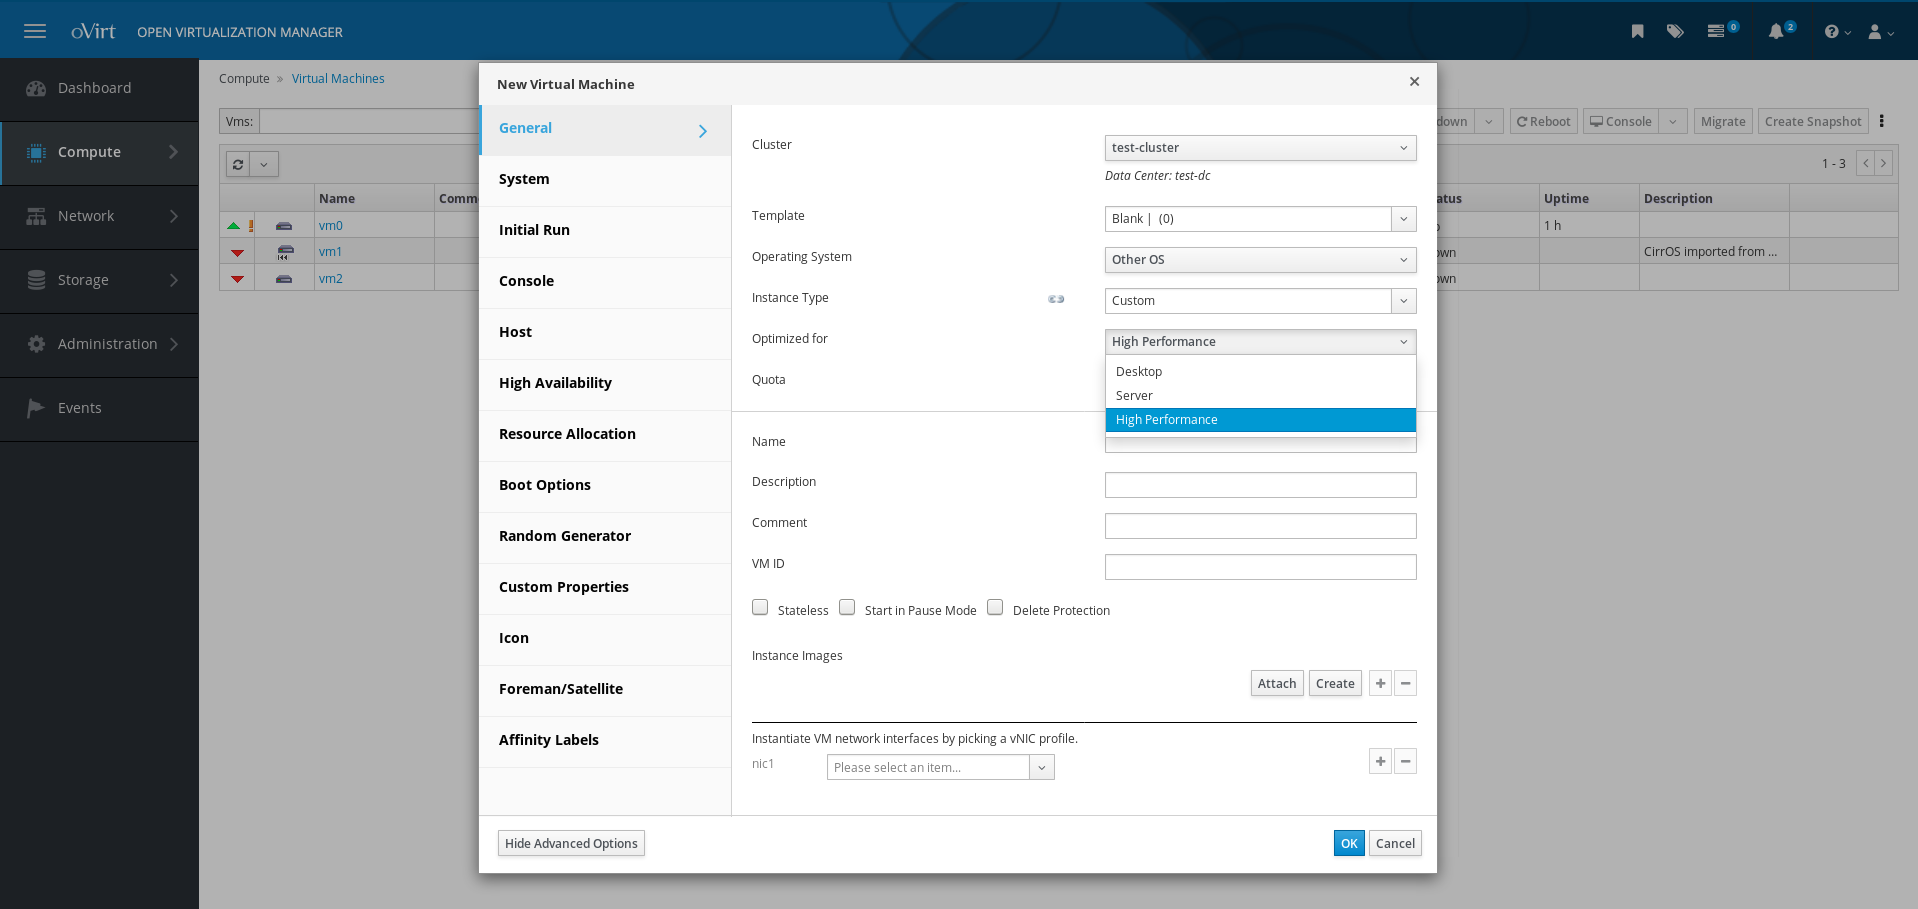 oVirt OPEN VIRTUALIZATION MANAGER 0 2
Dashboard
Compute
Network
Storage
Administration
Events
Compute » Virtual Machines
Vms:
down Reboot Console Migrate Create Snapshot
1 - 3
Name Comm atus Uptime Description
vm0 p 1 h
vm1 own CirrOS imported from ...
vm2 own
New Virtual Machine ×
General
System
Initial Run
Console
Host
High Availability
Resource Allocation
Boot Options
Random Generator
Custom Properties
Icon
Foreman/Satellite
Affinity Labels
Cluster test-cluster
Data Center: test-dc
Template Blank | (0)
Operating System Other OS
Instance Type Custom
Optimized for High Performance
Desktop
Server
High Performance
Quota
Name
Description
Comment
VM ID
Stateless Start in Pause Mode Delete Protection
Instance Images
Attach Create + −
Instantiate VM network interfaces by picking a vNIC profile.
nic1 Please select an item... + −
Hide Advanced Options OK Cancel